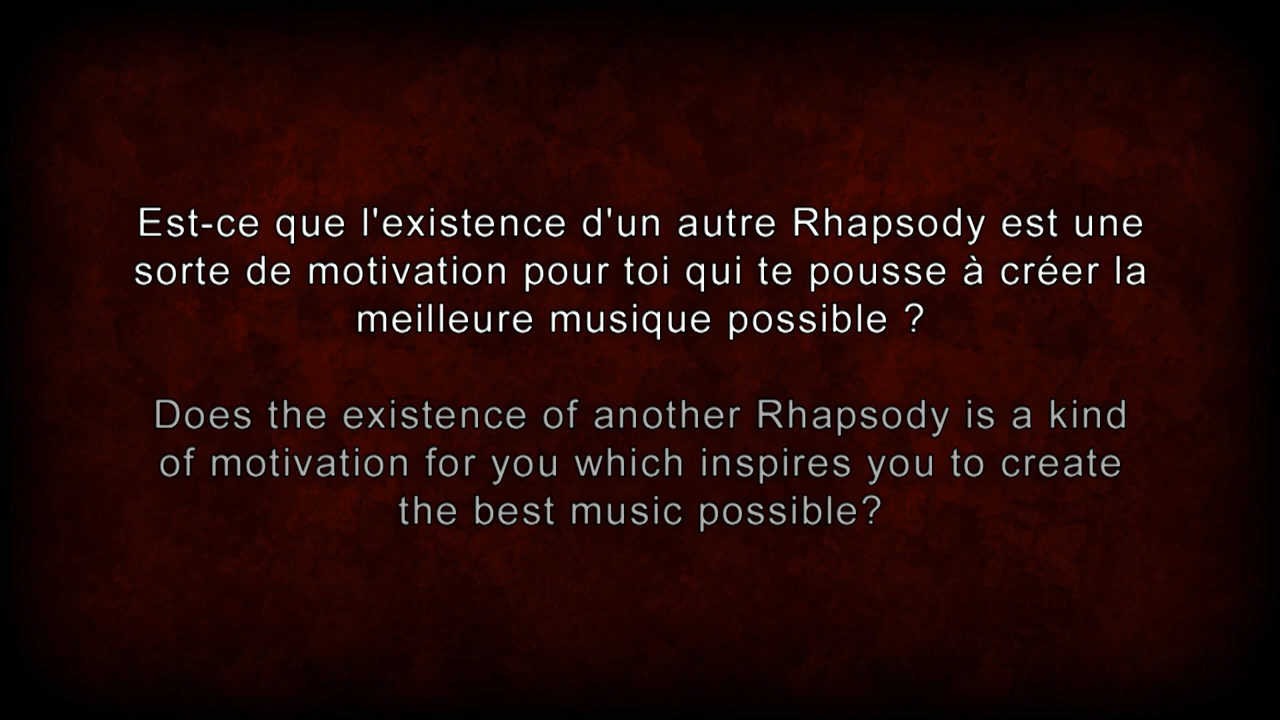 Est-ce que l'existence d'un autre Rhapsody est une
sorte de motivation pour toi qui te pousse à créer la
meilleure musique possible ?
Does the existence of another Rhapsody is a kind
of motivation for you which inspires you to create
the best music possible?